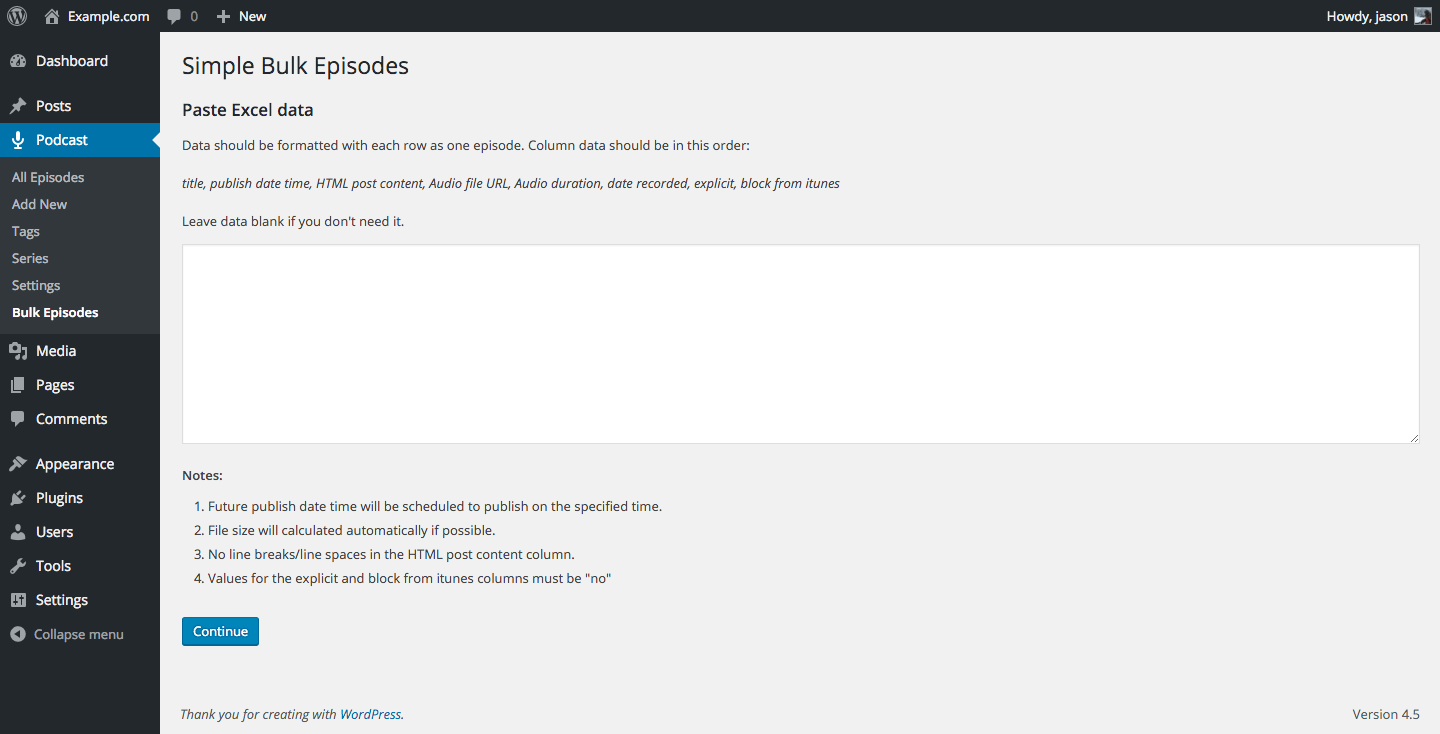 Example.com 0 New Howdy, jason
Dashboard
Posts
Podcast
All Episodes
Add New
Tags
Series
Settings
Bulk Episodes
Media
Pages
Comments
Appearance
Plugins
Users
Tools
Settings
Collapse menu
Simple Bulk Episodes
Paste Excel data
Data should be formatted with each row as one episode. Column data should be in this order:
title, publish date time, HTML post content, Audio file URL, Audio duration, date recorded, explicit, block from itunes
Leave data blank if you don't need it.
Notes:
1. Future publish date time will be scheduled to publish on the specified time.
2. File size will calculated automatically if possible.
3. No line breaks/line spaces in the HTML post content column.
4. Values for the explicit and block from itunes columns must be "no"
Continue
Thank you for creating with WordPress. Version 4.5